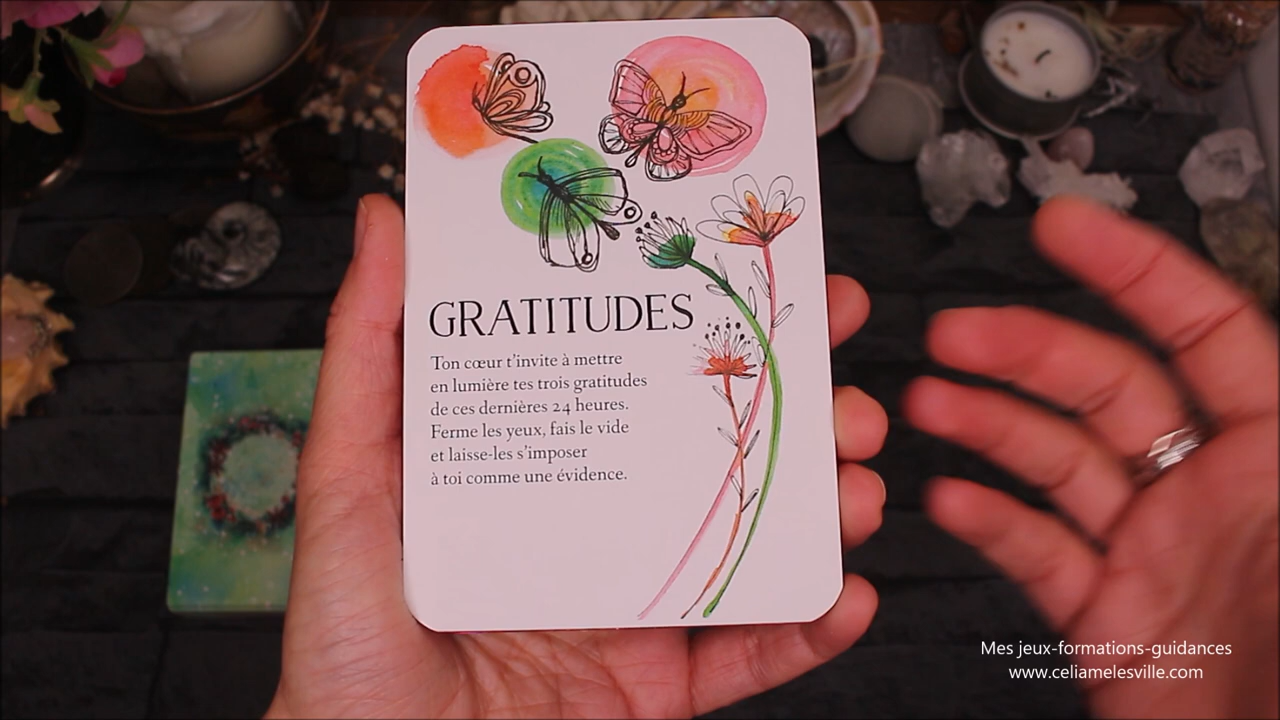 GRATITUDES
Ton cœur t'invite à mettre
en lumière tes trois gratitudes
de ces dernières 24 heures.
Ferme les yeux, fais le vide
et laisse-les s'imposer
à toi comme une évidence.
Mes jeux-formations-guidances
www.celiamelesville.com